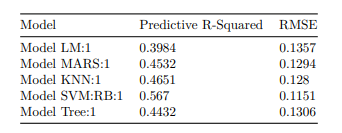 Model Predictive R-Squared RMSE
Model LM:1 0.3984 0.1357
Model MARS:1 0.4532 0.1294
Model KNN:1 0.4651 0.128
Model SVM:RB:1 0.567 0.1151
Model Tree:1 0.4432 0.1306